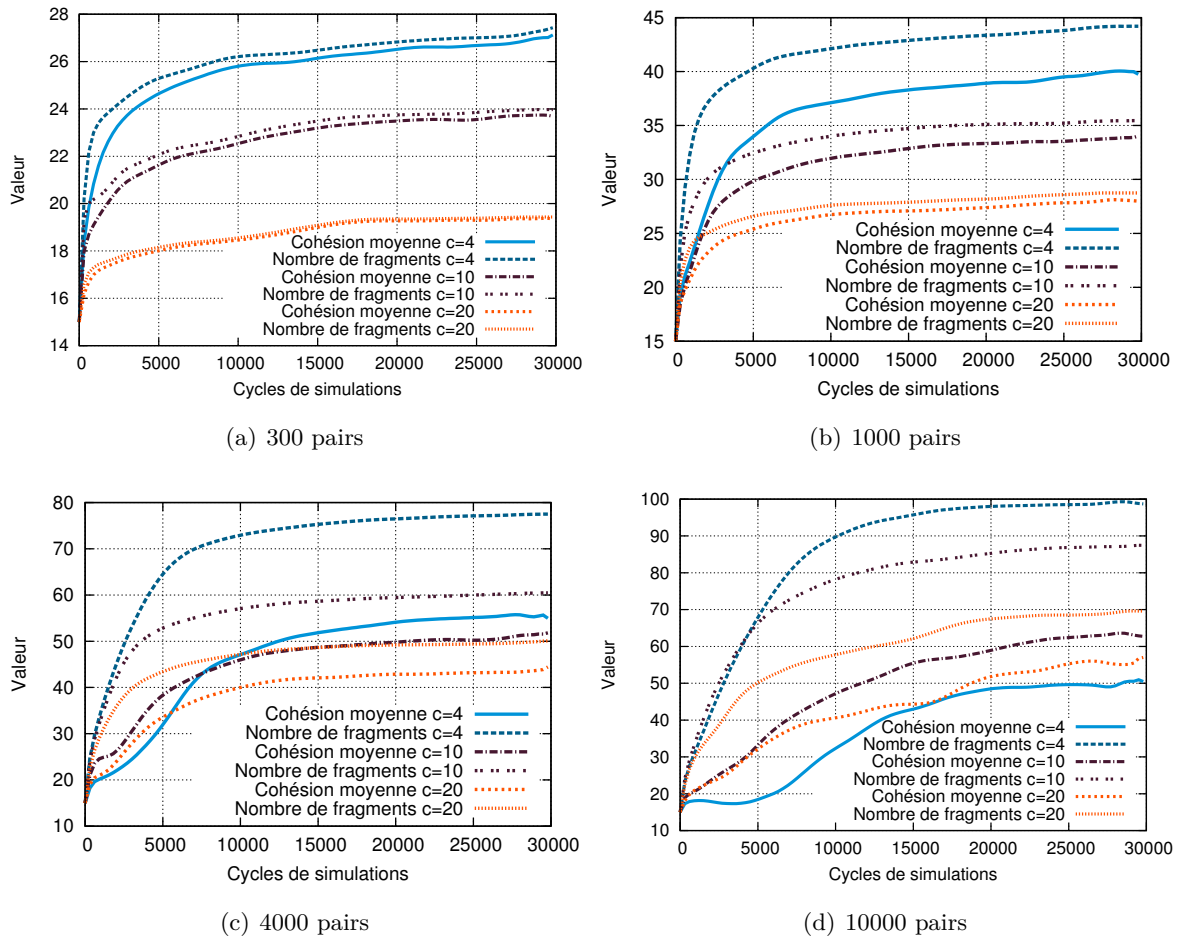 28
26
24
22
20
18
16
14
Valeur
Cohésion moyenne c=4
Nombre de fragments c=4
Cohésion moyenne c=10
Nombre de fragments c=10
Cohésion moyenne c=20
Nombre de fragments c=20
0 5000 10000 15000 20000 25000 30000
Cycles de simulations
(a) 300 pairs
45
40
35
30
25
20
15
Valeur
Cohésion moyenne c=4
Nombre de fragments c=4
Cohésion moyenne c=10
Nombre de fragments c=10
Cohésion moyenne c=20
Nombre de fragments c=20
0 5000 10000 15000 20000 25000 30000
Cycles de simulations
(b) 1000 pairs
80
70
60
50
40
30
20
10
Valeur
Cohésion moyenne c=4
Nombre de fragments c=4
Cohésion moyenne c=10
Nombre de fragments c=10
Cohésion moyenne c=20
Nombre de fragments c=20
0 5000 10000 15000 20000 25000 30000
Cycles de simulations
(c) 4000 pairs
100
90
80
70
60
50
40
30
20
10
Valeur
Cohésion moyenne c=4
Nombre de fragments c=4
Cohésion moyenne c=10
Nombre de fragments c=10
Cohésion moyenne c=20
Nombre de fragments c=20
0 5000 10000 15000 20000 25000 30000
Cycles de simulations
(d) 10000 pairs